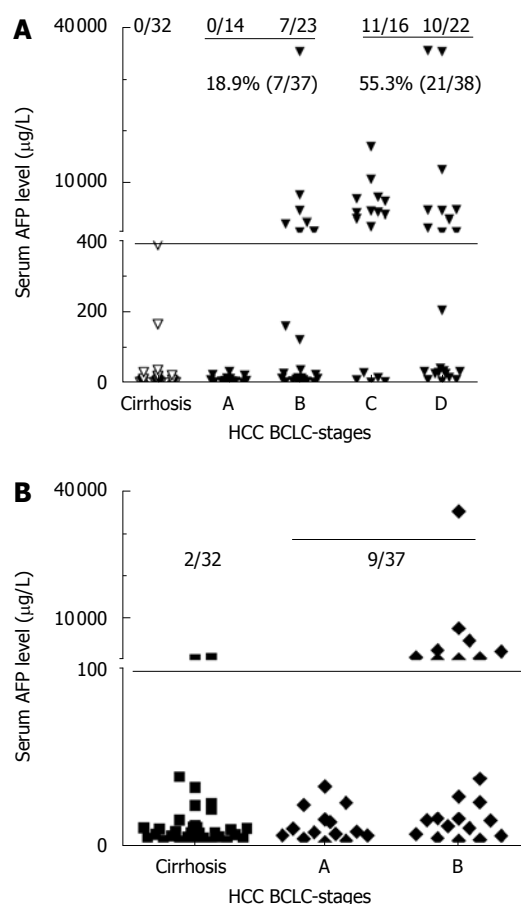 A
0/32 0/14 7/23 11/16 10/22
18.9% (7/37) 55.3% (21/38)
Serum AFP level (µg/L)
40000
10000
400
200
0
Cirrhosis A B C D
HCC BCLC-stages
B
2/32 9/37
Serum AFP level (µg/L)
40000
10000
100
0
Cirrhosis A B
HCC BCLC-stages